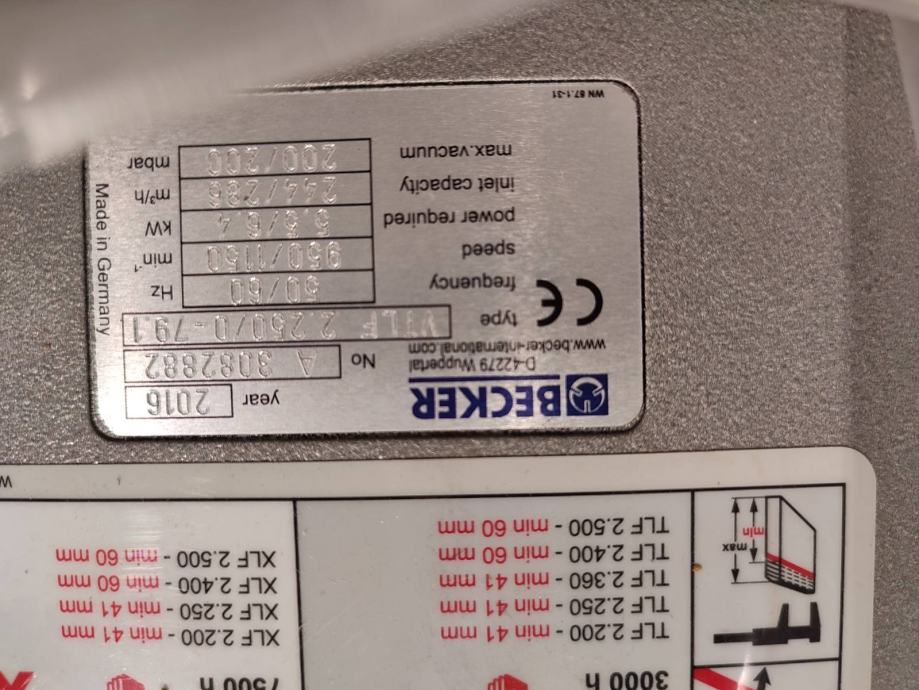 3000 h
7500 h
TLF 2.200 - min 41 mm
TLF 2.250 - min 41 mm
TLF 2.360 - min 41 mm
TLF 2.400 - min 60 mm
TLF 2.500 - min 60 mm
XLF 2.200 - min 41 mm
XLF 2.250 - min 41 mm
XLF 2.400 - min 60 mm
XLF 2.500 - min 60 mm
max
min
BECKER
year 2016
D-42279 Wuppertal
No A 3082882
www.becker-international.com
CE
type VTLF 2.250/0-79.1
frequency 50/60 Hz
speed 950/1150 min⁻¹
power required 5.5/6.4 kW
inlet capacity 244/286 m³/h
max.vacuum 200/200 mbar
Made in Germany
WN 87.1-31